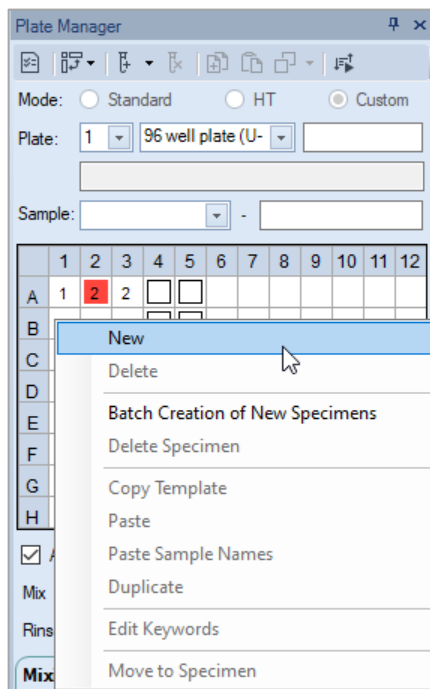 Plate Manager
Mode: Standard HT Custom
Plate: 1 96 well plate (U-
Sample: -
1 2 3 4 5 6 7 8 9 10 11 12
A 1 2 2
B
New
C
Delete
D
Batch Creation of New Specimens
E
Delete Specimen
F
G
Copy Template
H
Paste
Paste Sample Names
Mix
Duplicate
Rins
Edit Keywords
Mix
Move to Specimen